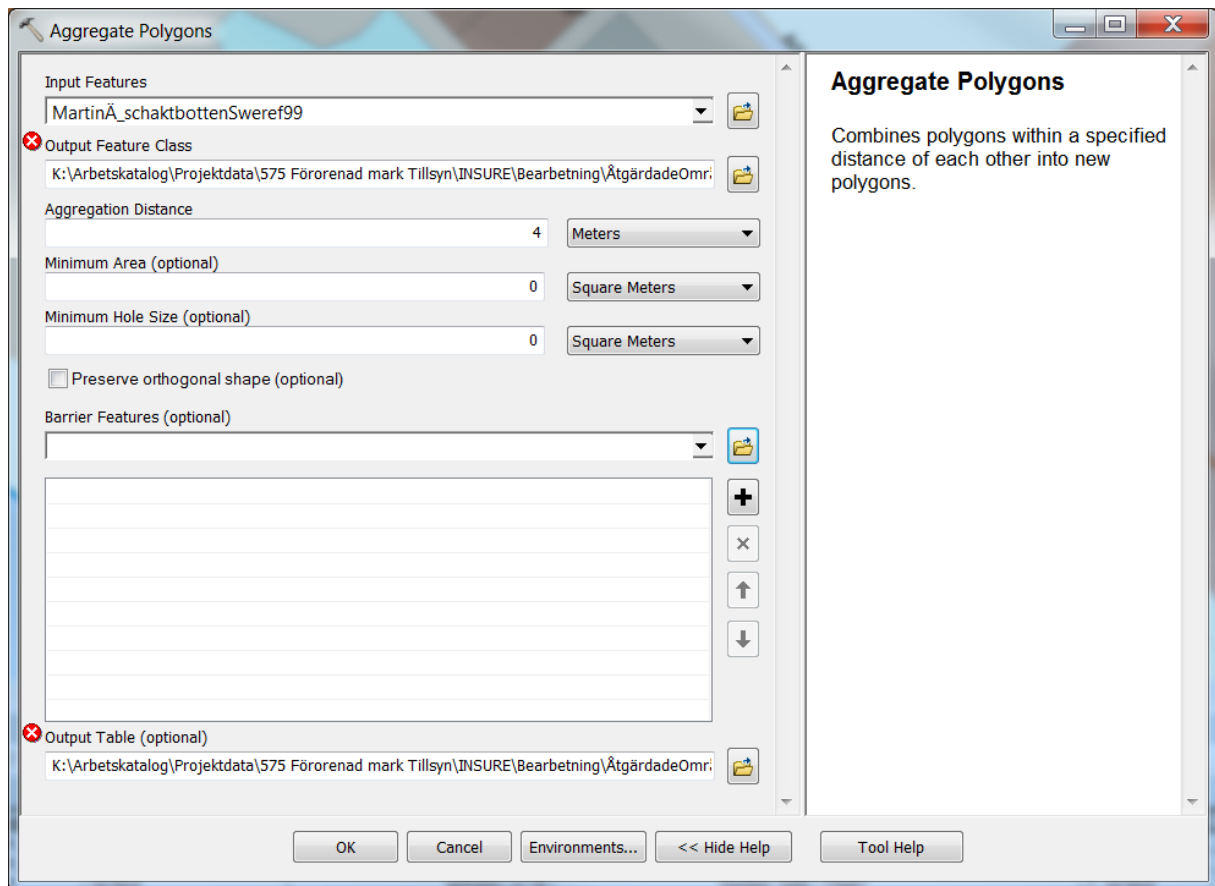 Aggregate Polygons
Input Features
MartinÄ_schaktbottenSweref99
Output Feature Class
K:\Arbetskatalog\Projektdata\575 Förorenad mark Tillsyn\INSURE\Bearbetning\ÅtgärdadeOmr
Aggregation Distance
4
Meters
Minimum Area (optional)
0
Square Meters
Minimum Hole Size (optional)
0
Square Meters
Preserve orthogonal shape (optional)
Barrier Features (optional)
Output Table (optional)
K:\Arbetskatalog\Projektdata\575 Förorenad mark Tillsyn\INSURE\Bearbetning\ÅtgärdadeOmr
OK
Cancel
Environments...
<< Hide Help
Tool Help
Aggregate Polygons
Combines polygons within a specified
distance of each other into new
polygons.